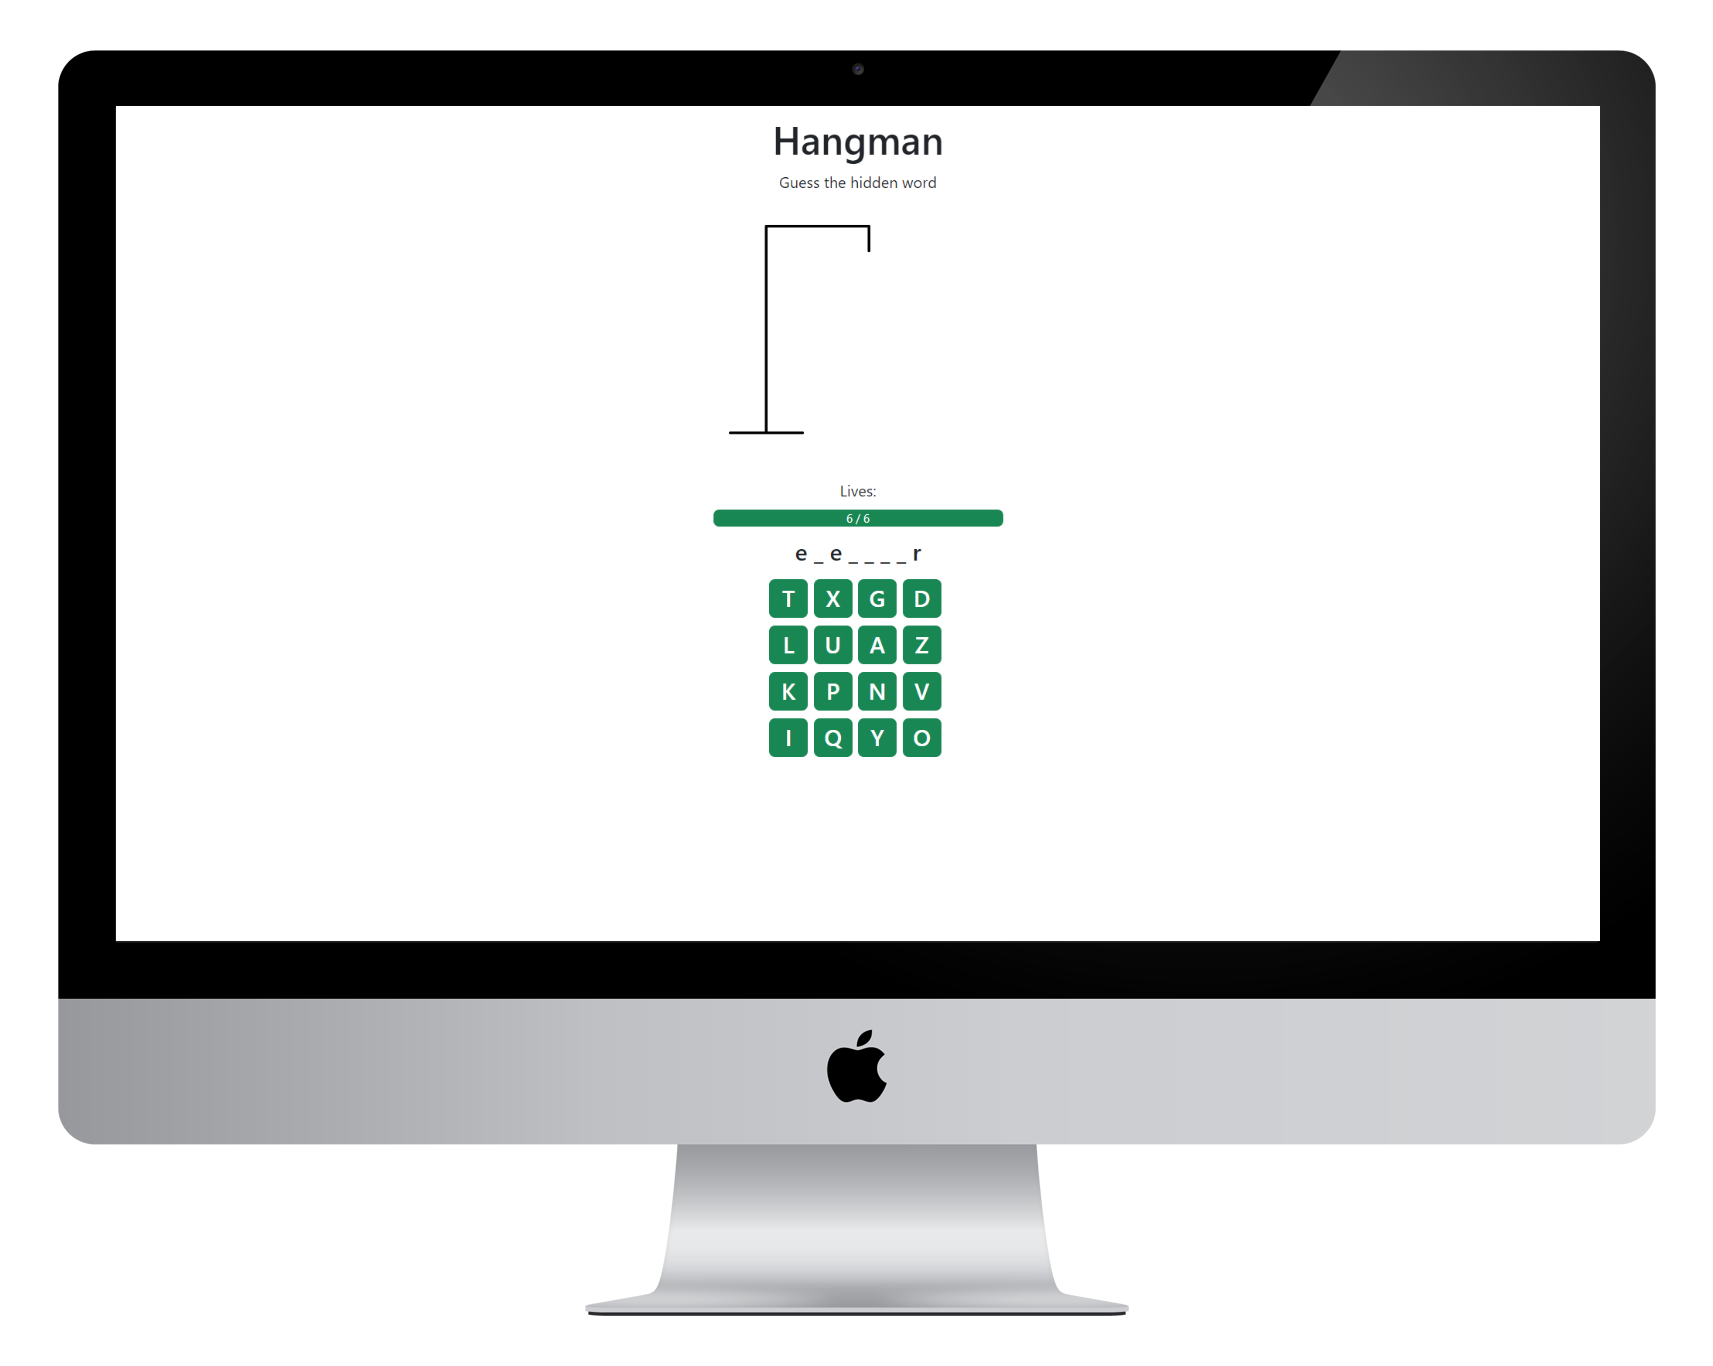 Hangman
Guess the hidden word
Lives:
6 / 6
e _ e _ _ _ _ r
T X G D
L U A Z
K P N V
I Q Y O